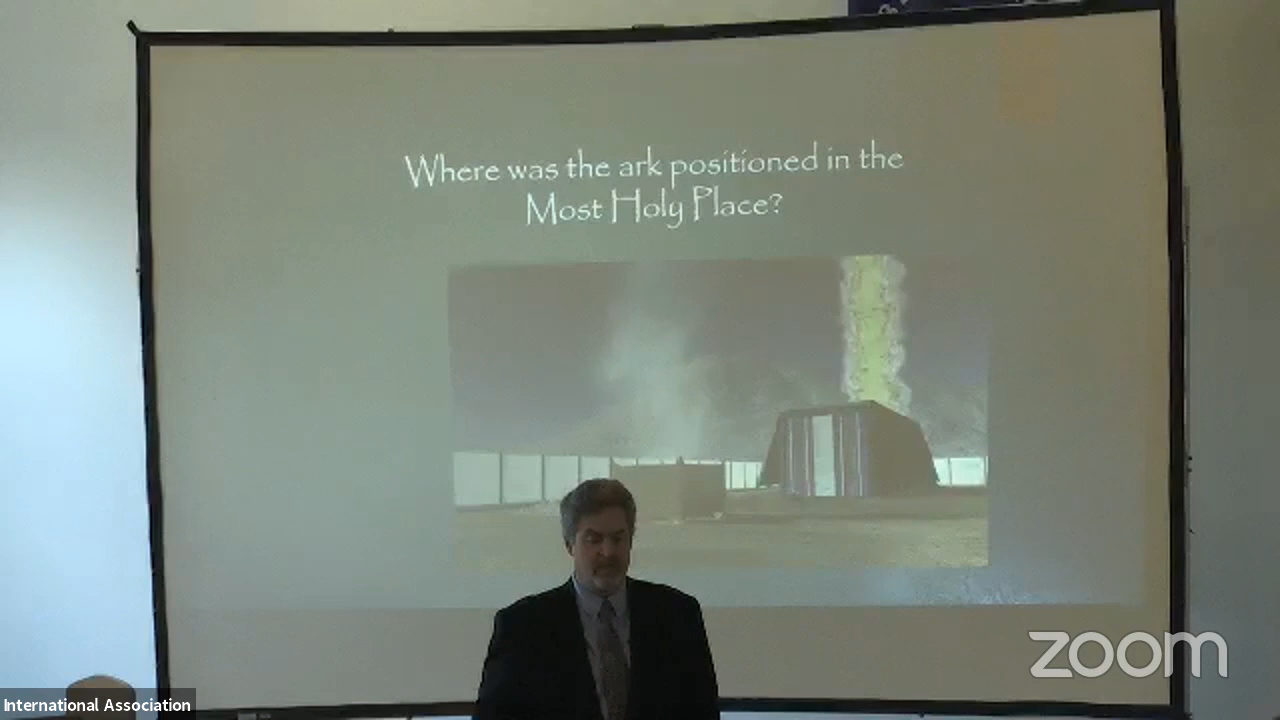 Where was the ark positioned in the
Most Holy Place?
zoom
International Association